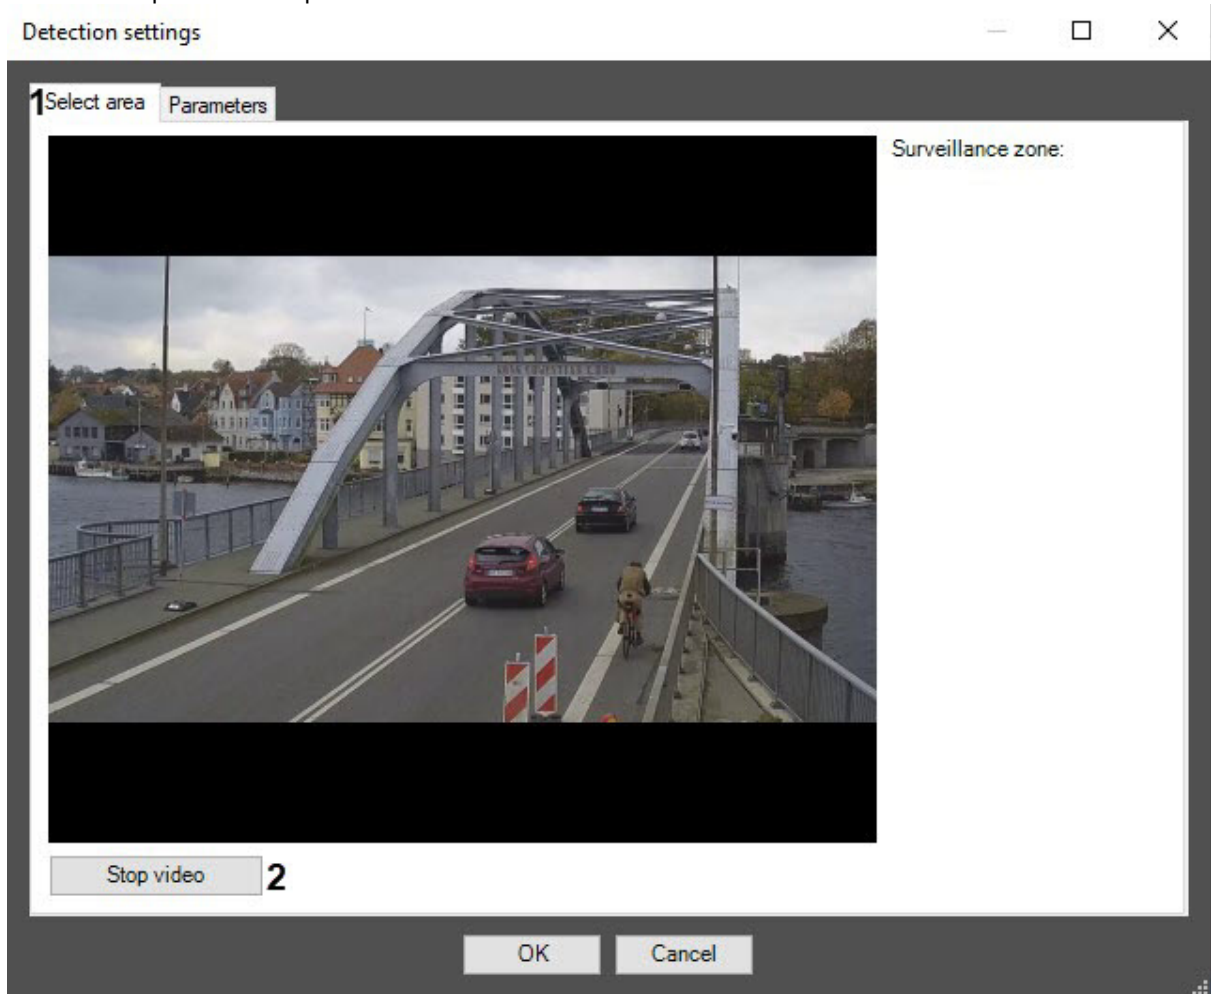 Detection settings
1 Select area
Parameters
Surveillance zone:
Stop video 2
OK
Cancel